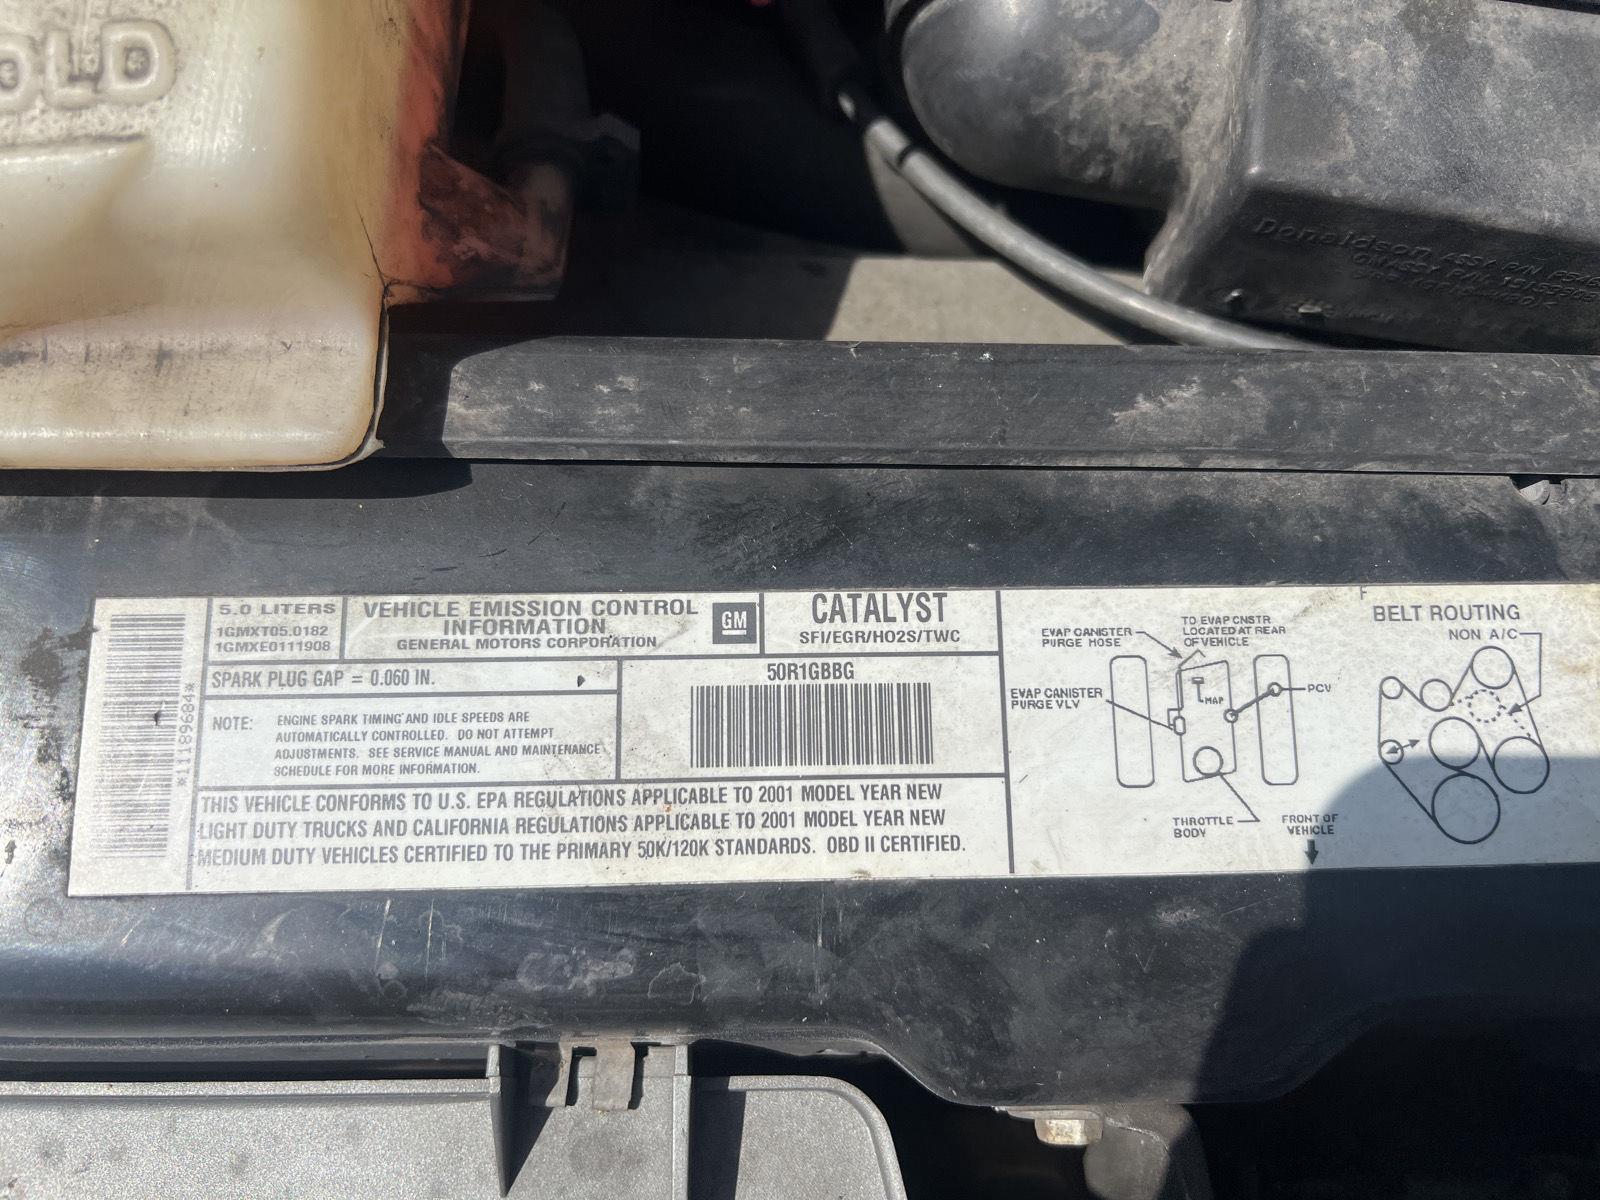 OLD
Donaldson
5.0 LITERS
1GMXT05.0182
1GMXE0111908
VEHICLE EMISSION CONTROL
INFORMATION
GENERAL MOTORS CORPORATION
GM
CATALYST
SFI/EGR/HO2S/TWC
SPARK PLUG GAP = 0.060 IN.
50R1GBBG
NOTE: ENGINE SPARK TIMING AND IDLE SPEEDS ARE
AUTOMATICALLY CONTROLLED. DO NOT ATTEMPT
ADJUSTMENTS. SEE SERVICE MANUAL AND MAINTENANCE
SCHEDULE FOR MORE INFORMATION.
*11189684*
THIS VEHICLE CONFORMS TO U.S. EPA REGULATIONS APPLICABLE TO 2001 MODEL YEAR NEW
LIGHT DUTY TRUCKS AND CALIFORNIA REGULATIONS APPLICABLE TO 2001 MODEL YEAR NEW
MEDIUM DUTY VEHICLES CERTIFIED TO THE PRIMARY 50K/120K STANDARDS. OBD II CERTIFIED.
EVAP CANISTER
PURGE HOSE
TO EVAP CNSTR
LOCATED AT REAR
OF VEHICLE
EVAP CANISTER
PURGE VLV
MAP
PCV
THROTTLE
BODY
FRONT OF
VEHICLE
F
BELT ROUTING
NON A/C